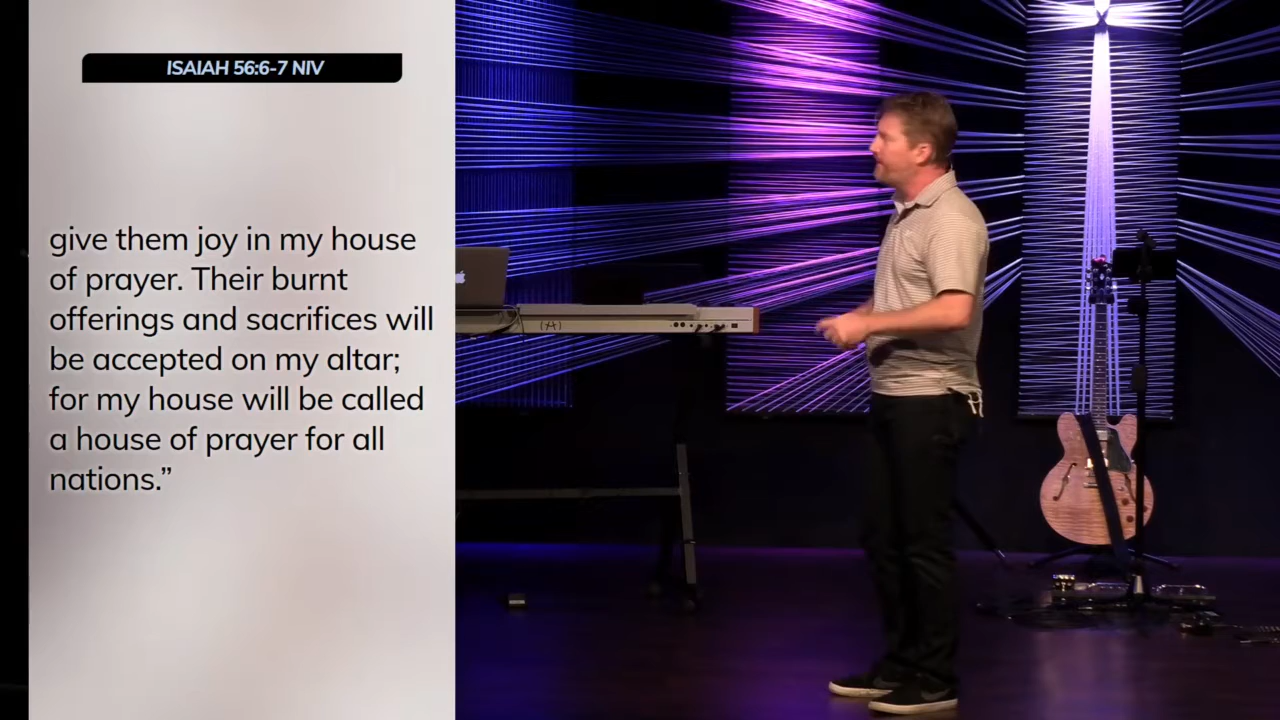 ISAIAH 56:6-7 NIV
give them joy in my house
of prayer. Their burnt
offerings and sacrifices will
be accepted on my altar;
for my house will be called
a house of prayer for all
nations.”